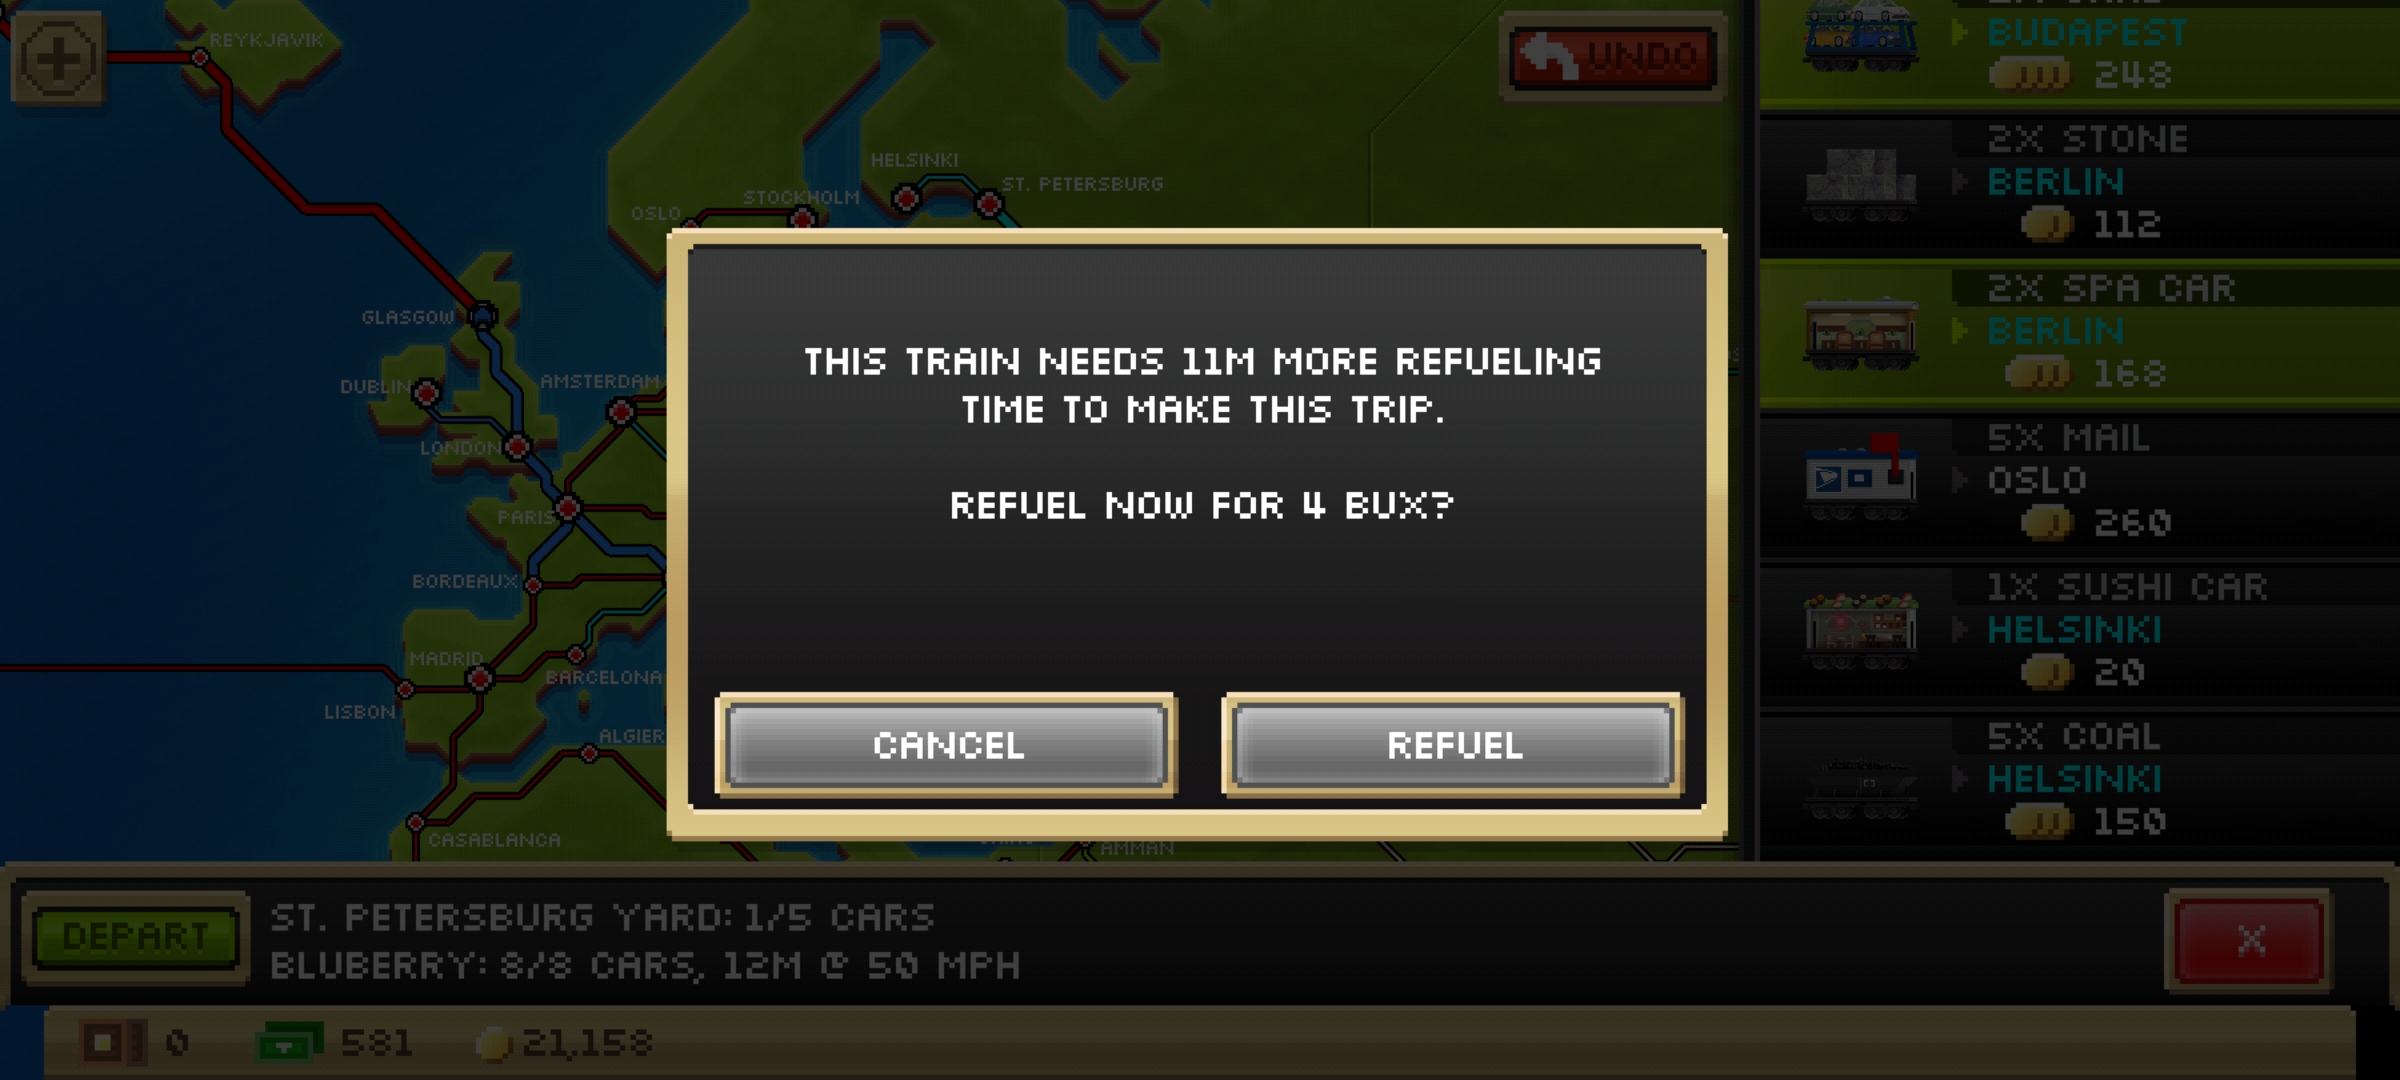 REYKJAVIK
UNDO
HELSINKI
ST. PETERSBURG
STOCKHOLM
OSLO
GLASGOW
DUBLIN
AMSTERDAM
LONDON
PARIS
BORDEAUX
MADRID
BARCELONA
LISBON
ALGIER
CASABLANCA
AMMAN
THIS TRAIN NEEDS 11M MORE REFUELING
TIME TO MAKE THIS TRIP.
REFUEL NOW FOR 4 BUX?
CANCEL
REFUEL
BUDAPEST
248
2X STONE
BERLIN
112
2X SPA CAR
BERLIN
168
5X MAIL
OSLO
260
1X SUSHI CAR
HELSINKI
20
5X COAL
HELSINKI
150
DEPART
ST. PETERSBURG YARD: 1/5 CARS
BLUBERRY: 8/8 CARS, 12M @ 50 MPH
X
0
581
21,158